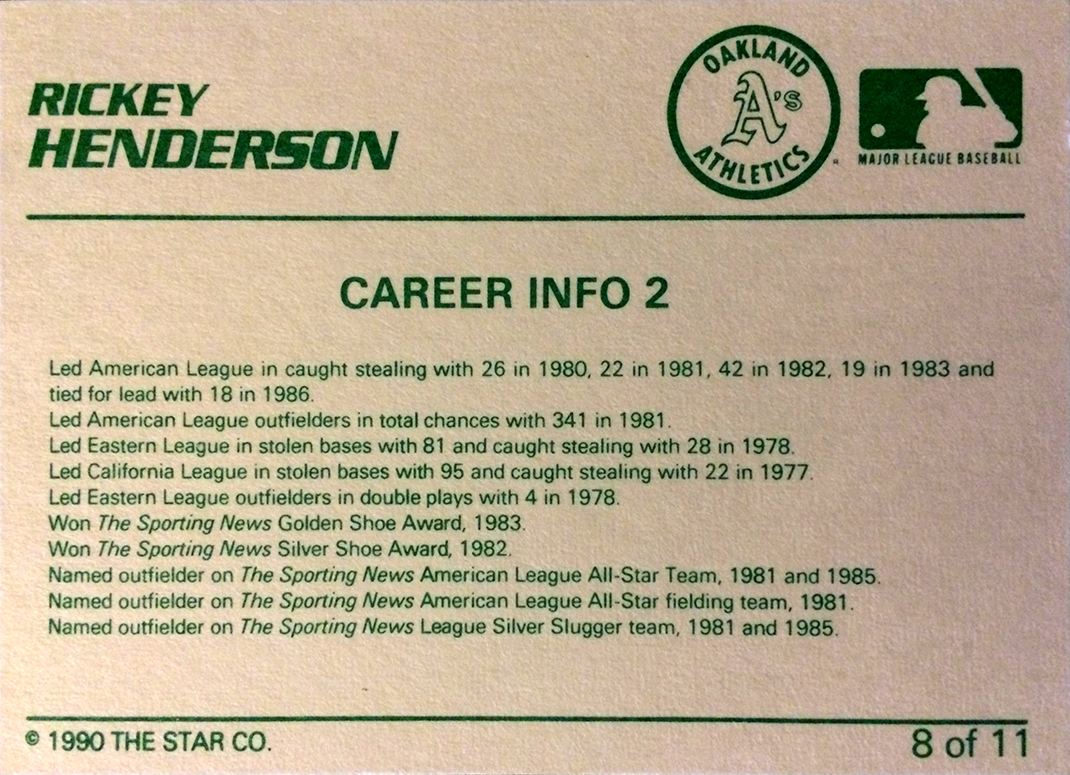 RICKEY
HENDERSON
OAKLAND
A's
ATHLETICS
MAJOR LEAGUE BASEBALL
CAREER INFO 2
Led American League in caught stealing with 26 in 1980, 22 in 1981, 42 in 1982, 19 in 1983 and
tied for lead with 18 in 1986.
Led American League outfielders in total chances with 341 in 1981.
Led Eastern League in stolen bases with 81 and caught stealing with 28 in 1978.
Led California League in stolen bases with 95 and caught stealing with 22 in 1977.
Led Eastern League outfielders in double plays with 4 in 1978.
Won The Sporting News Golden Shoe Award, 1983.
Won The Sporting News Silver Shoe Award, 1982.
Named outfielder on The Sporting News American League All-Star Team, 1981 and 1985.
Named outfielder on The Sporting News American League All-Star fielding team, 1981.
Named outfielder on The Sporting News League Silver Slugger team, 1981 and 1985.
© 1990 THE STAR CO.
8 of 11